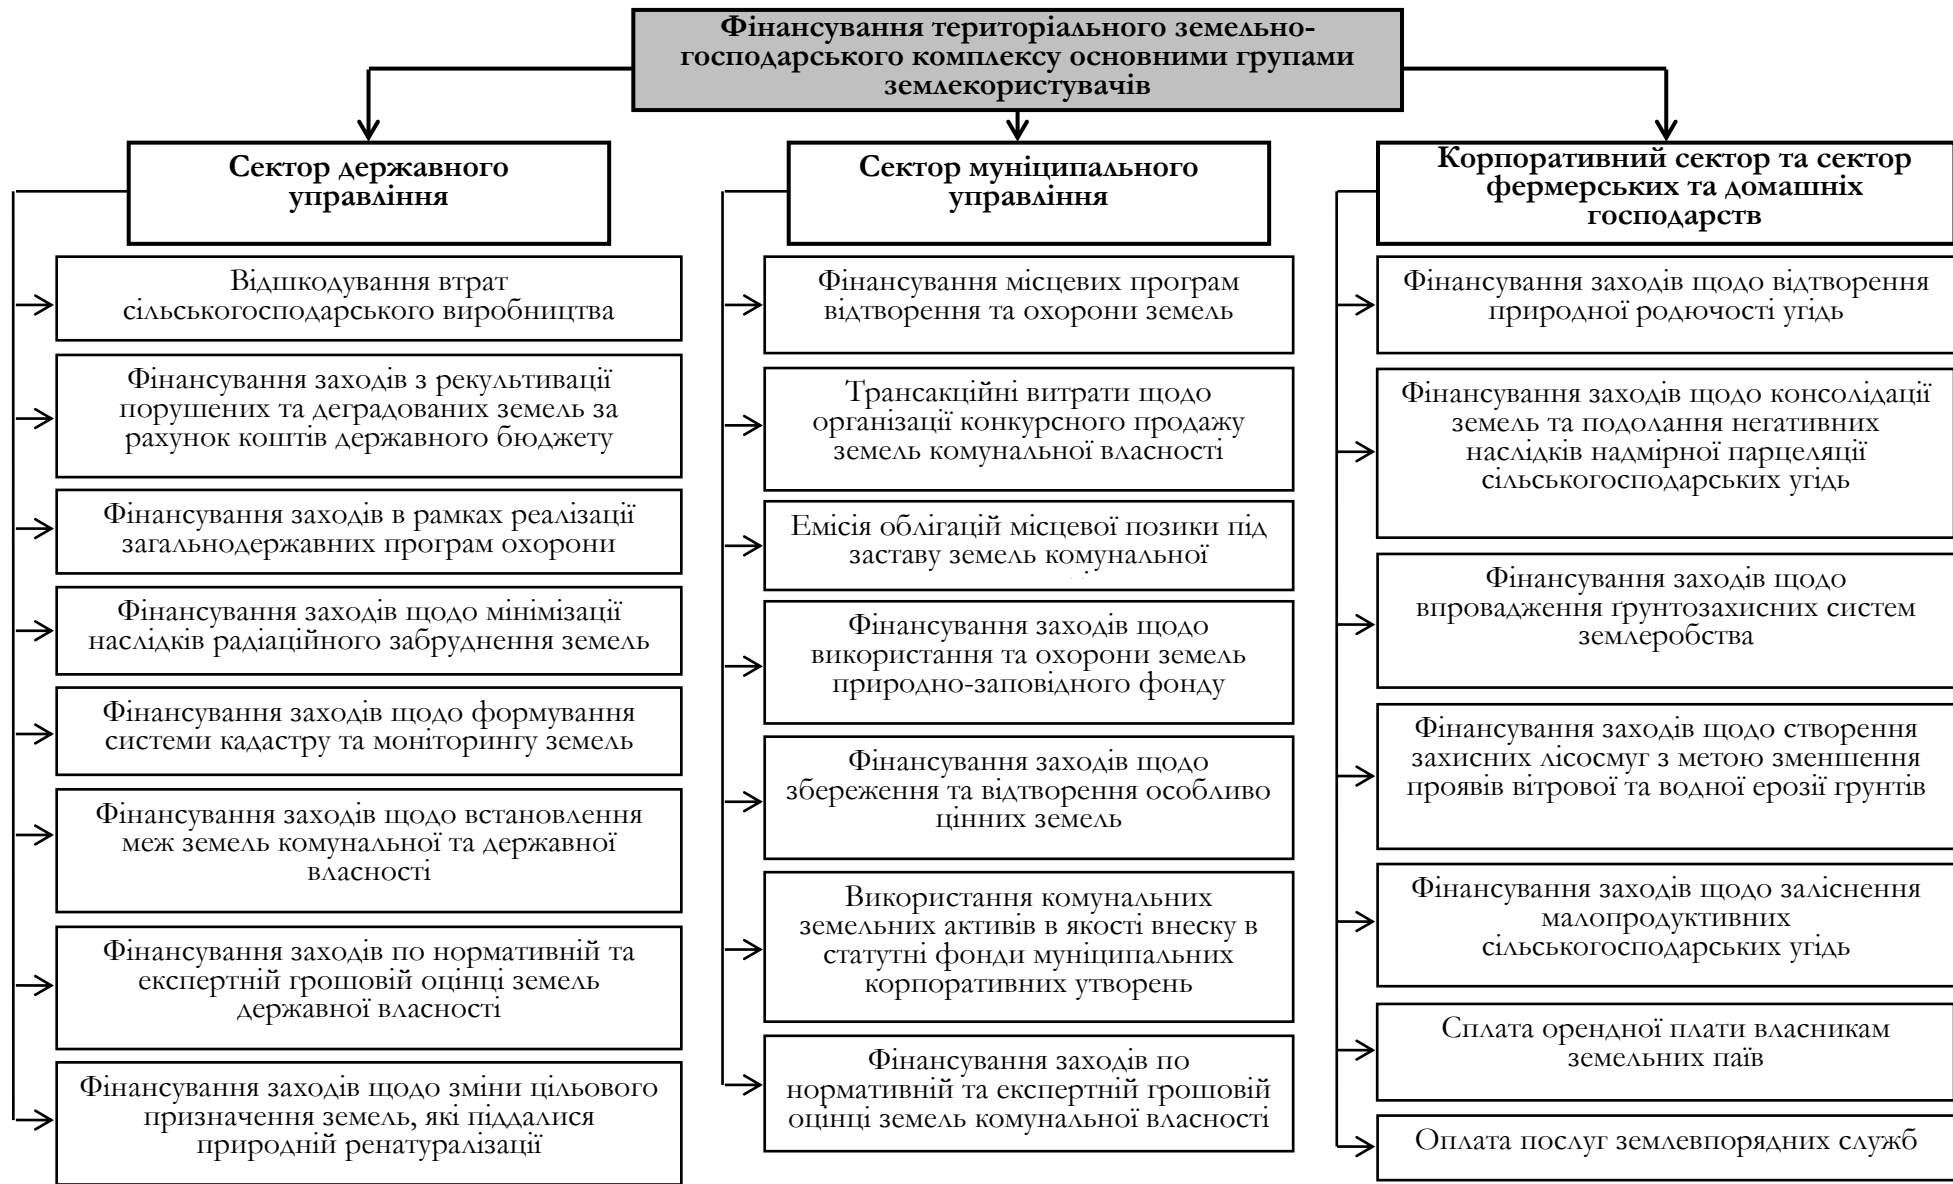 Фінансування територіального земельно-
господарського комплексу основними групами
землекористувачів
Сектор державного
управління
Відшкодування втрат
сільськогосподарського виробництва
Фінансування заходів з рекультивації
порушених та деградованих земель за
рахунок коштів державного бюджету
Фінансування заходів в рамках реалізації
загальнодержавних програм охорони
Фінансування заходів щодо мінімізації
наслідків радіаційного забруднення земель
Фінансування заходів щодо формування
системи кадастру та моніторингу земель
Фінансування заходів щодо встановлення
меж земель комунальної та державної
власності
Фінансування заходів по нормативній та
експертній грошовій оцінці земель
державної власності
Фінансування заходів щодо зміни цільового
призначення земель, які піддалися
природній ренатуралізації
Сектор муніципального
управління
Фінансування місцевих програм
відтворення та охорони земель
Трансакційні витрати щодо
організації конкурсного продажу
земель комунальної власності
Емісія облігацій місцевої позики під
заставу земель комунальної
Фінансування заходів щодо
використання та охорони земель
природно-заповідного фонду
Фінансування заходів щодо
збереження та відтворення особливо
цінних земель
Використання комунальних
земельних активів в якості внеску в
статутні фонди муніципальних
корпоративних утворень
Фінансування заходів по
нормативній та експертній грошовій
оцінці земель комунальної власності
Корпоративний сектор та сектор
фермерських та домашніх
господарств
Фінансування заходів щодо відтворення
природної родючості угідь
Фінансування заходів щодо консолідації
земель та подолання негативних
наслідків надмірної парцеляції
сільськогосподарських угідь
Фінансування заходів щодо
впровадження ґрунтозахисних систем
землеробства
Фінансування заходів щодо створення
захисних лісосмуг з метою зменшення
проявів вітрової та водної ерозії грунтів
Фінансування заходів щодо заліснення
малопродуктивних
сільськогосподарських угідь
Сплата орендної плати власникам
земельних паїв
Оплата послуг землевпорядних служб